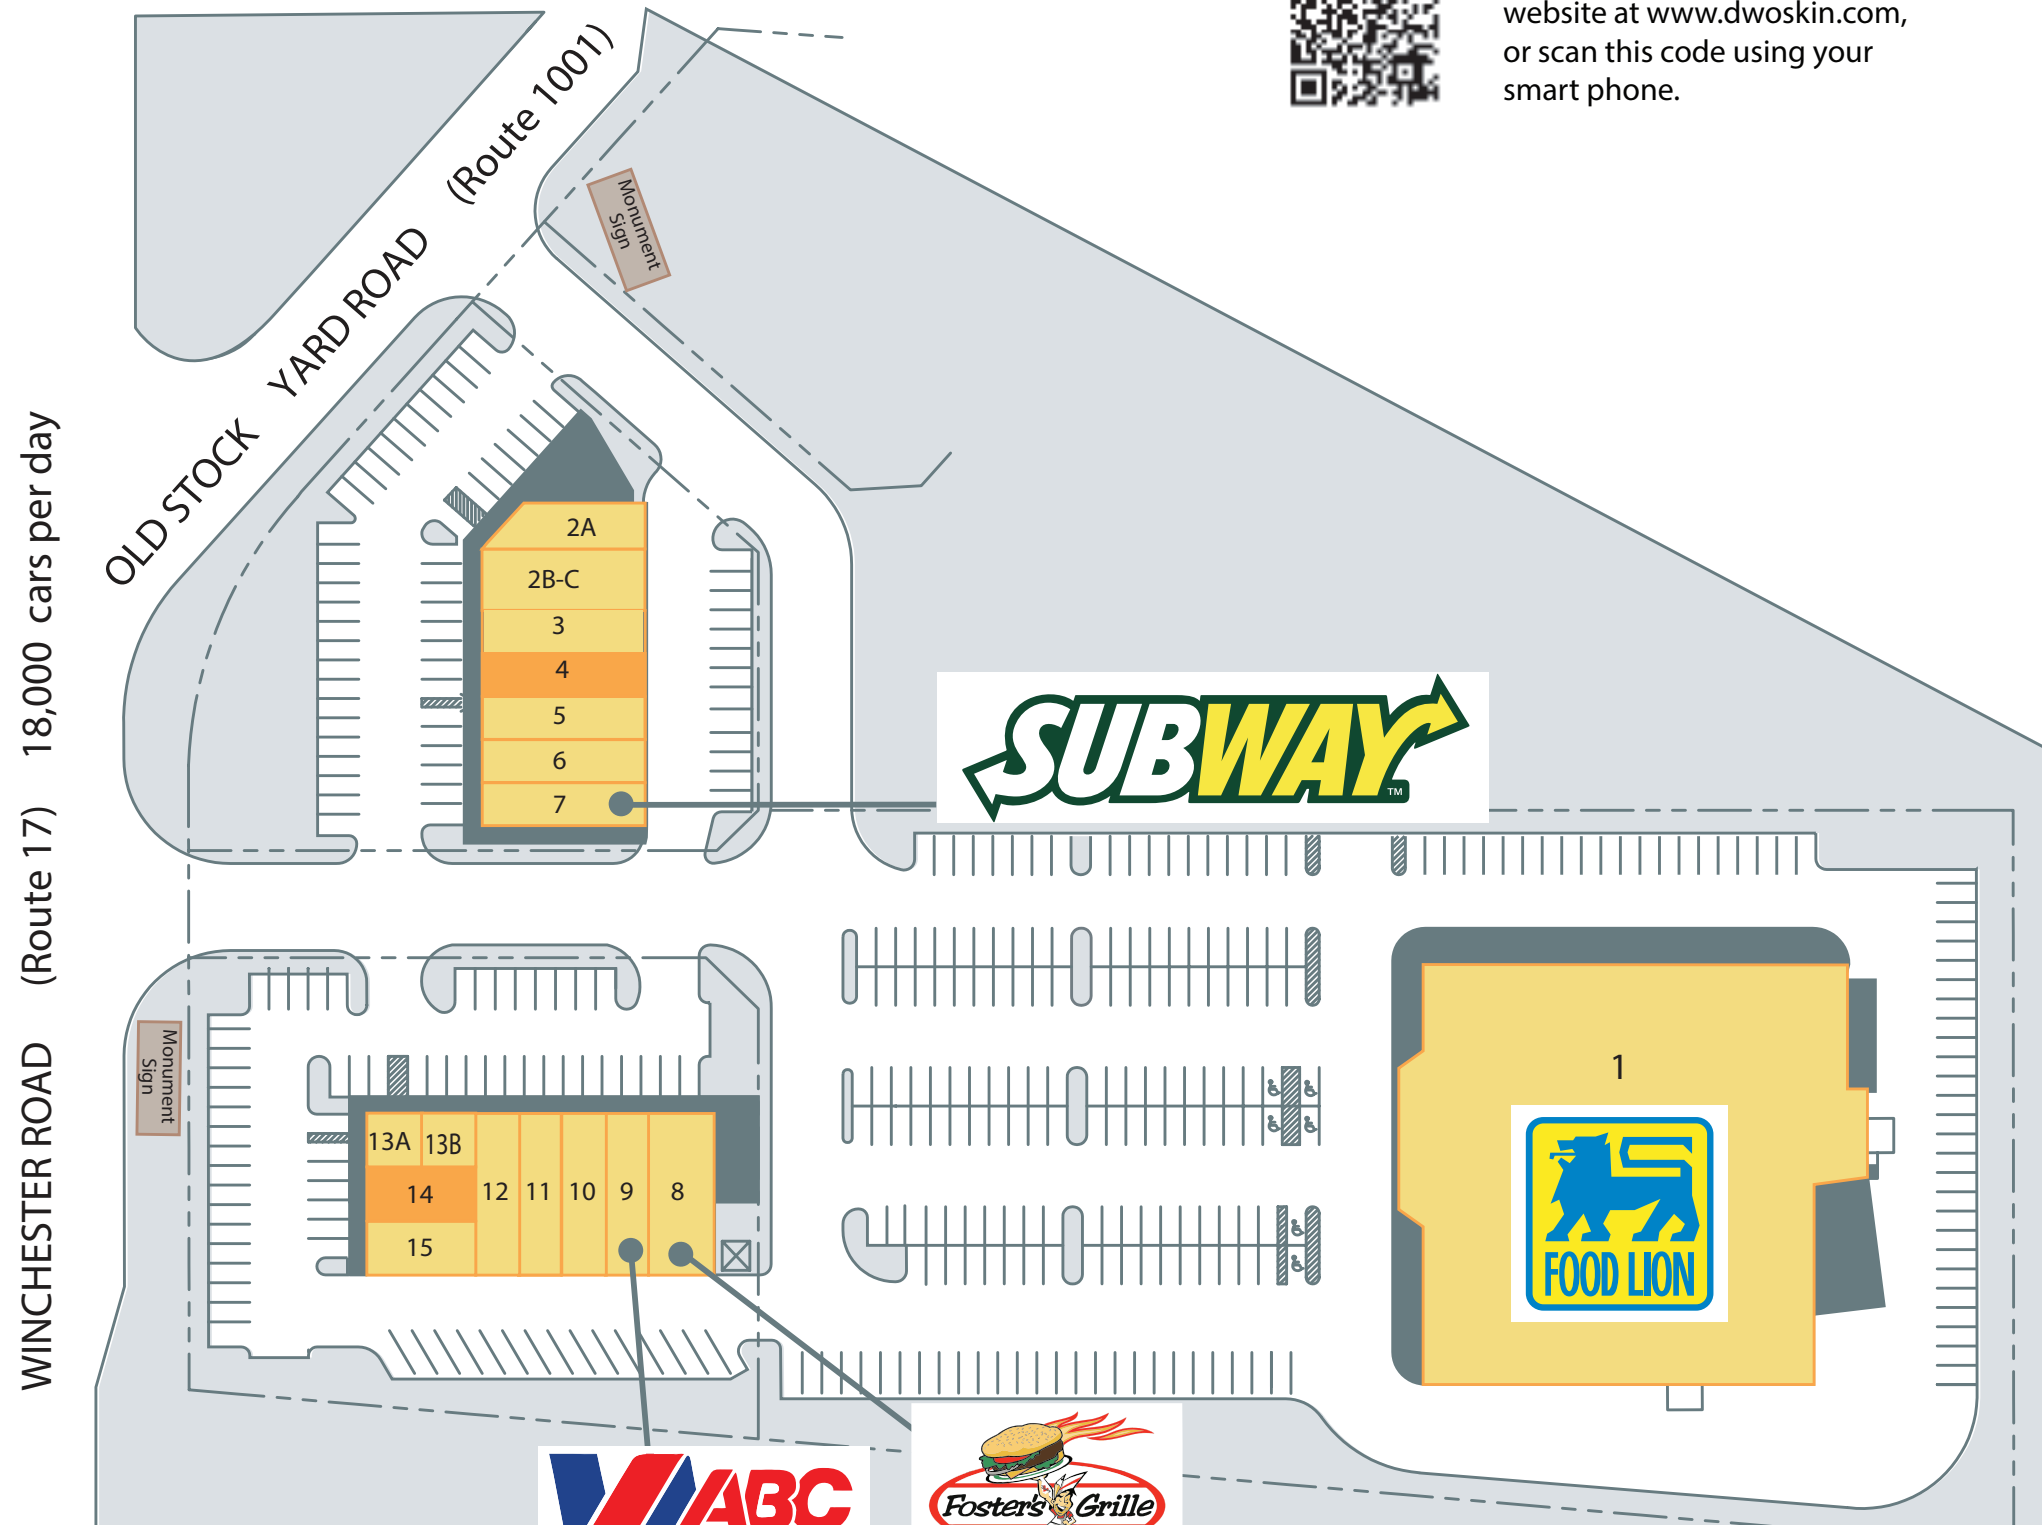 website at www.dwoskin.com,
or scan this code using your
smart phone.
OLD STOCK YARD ROAD (Route 1001)
Monument
Sign
WINCHESTER ROAD (Route 17) 18,000 cars per day
2A
2B-C
3
4
5
6
7
SUBWAY™
Monument
Sign
13A 13B
14
15
12 11 10 9 8
1
FOOD LION
ABC
Foster's Grille